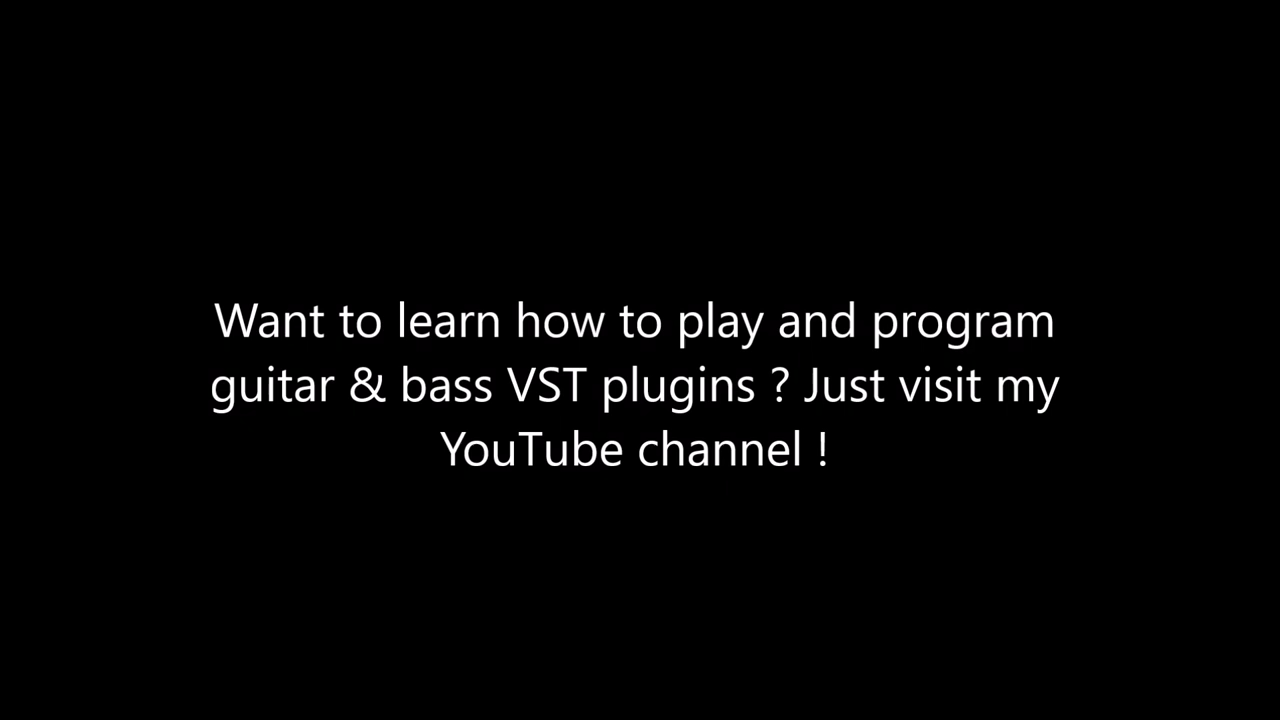 Want to learn how to play and program
guitar & bass VST plugins ? Just visit my
YouTube channel !